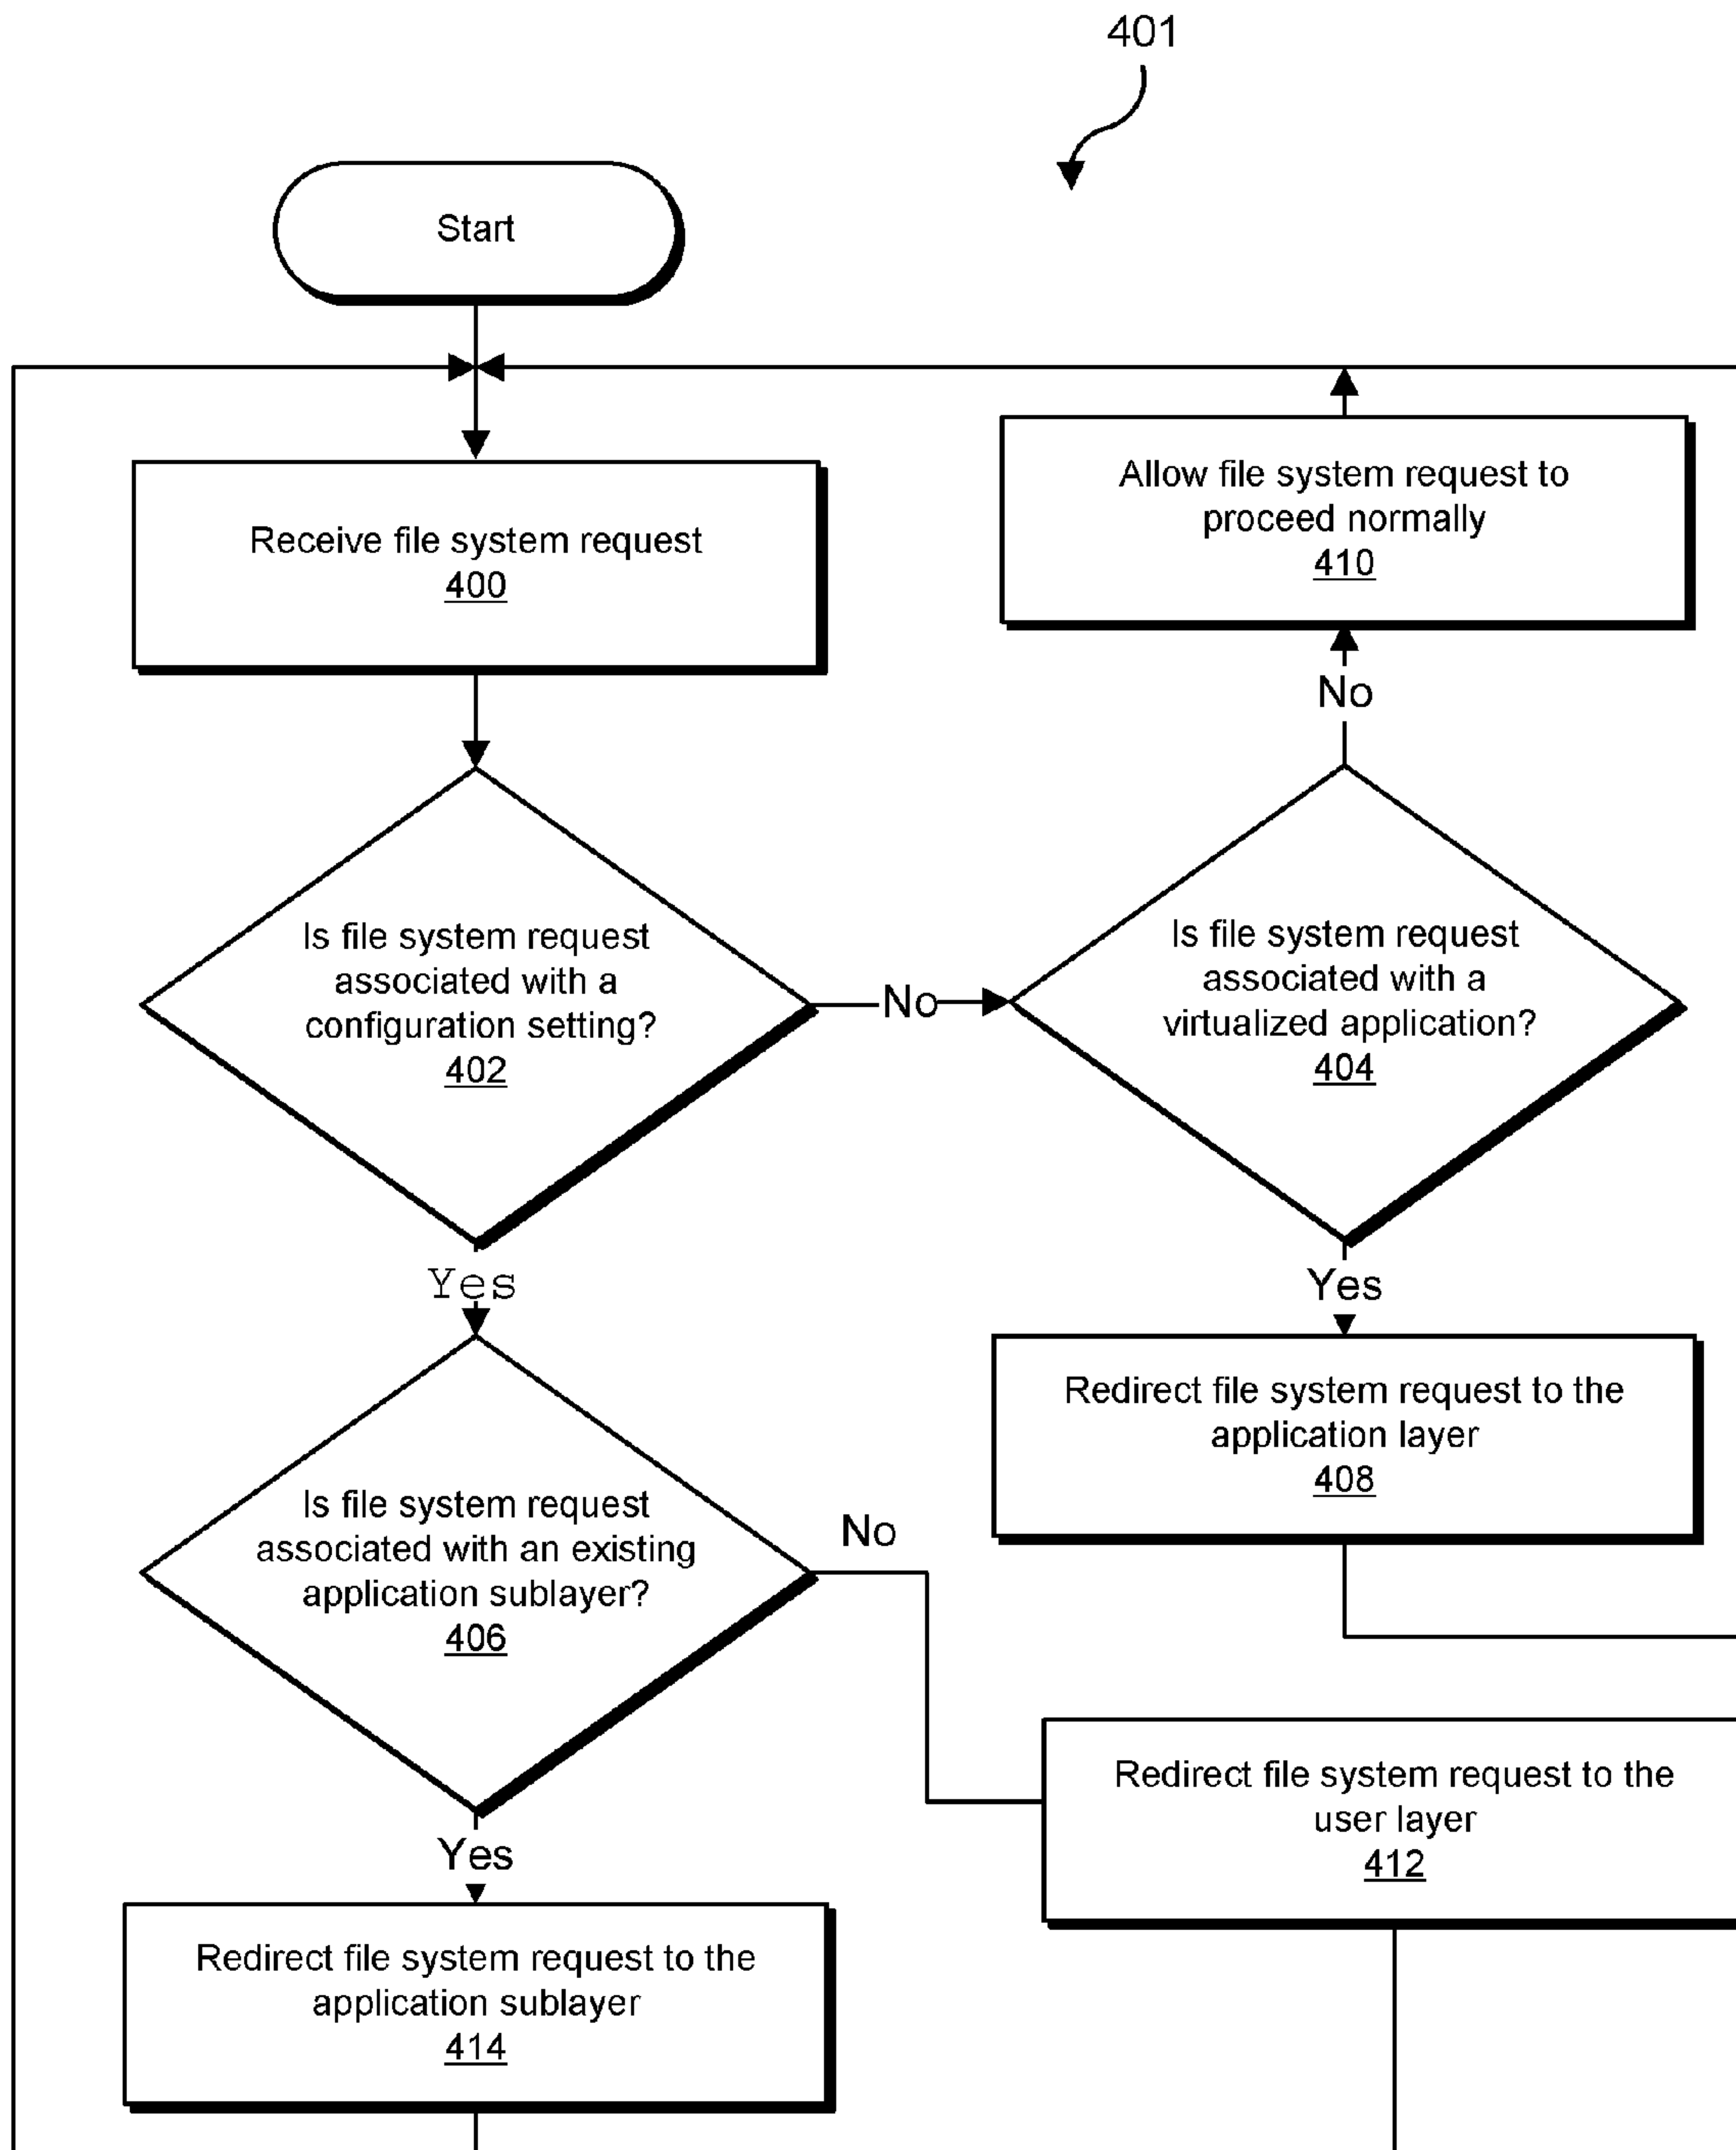 401
Start
Receive file system request
400
Allow file system request to
proceed normally
410
No
Is file system request
associated with a
configuration setting?
402
No
Is file system request
associated with a
virtualized application?
404
Yes
Yes
Redirect file system request to the
application layer
408
Is file system request
associated with an existing
application sublayer?
406
No
Redirect file system request to the
user layer
412
Yes
Redirect file system request to the
application sublayer
414